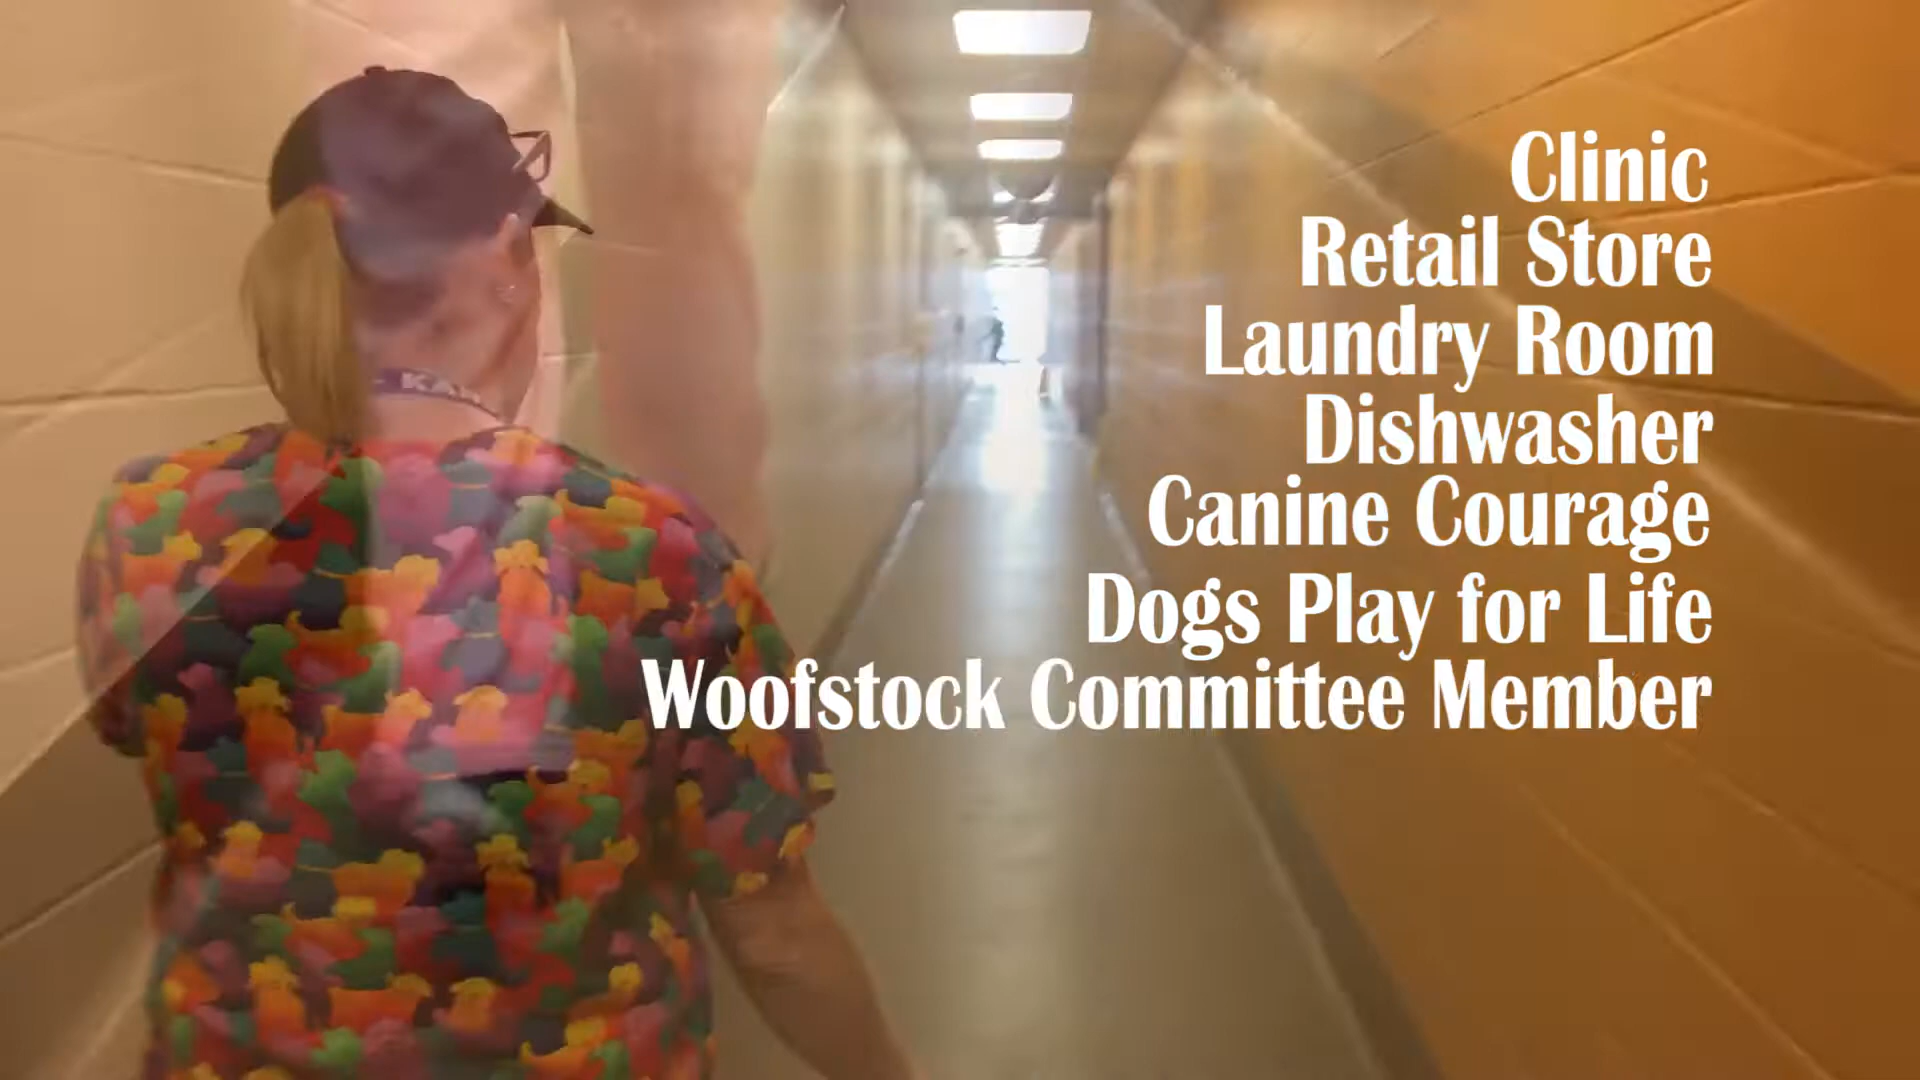 Clinic
Retail Store
Laundry Room
Dishwasher
Canine Courage
Dogs Play for Life
Woofstock Committee Member